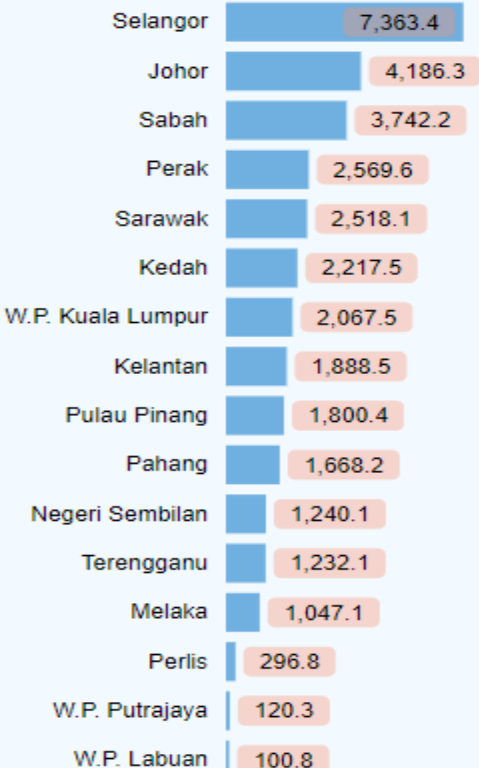 Selangor 7,363.4
Johor 4,186.3
Sabah 3,742.2
Perak 2,569.6
Sarawak 2,518.1
Kedah 2,217.5
W.P. Kuala Lumpur 2,067.5
Kelantan 1,888.5
Pulau Pinang 1,800.4
Pahang 1,668.2
Negeri Sembilan 1,240.1
Terengganu 1,232.1
Melaka 1,047.1
Perlis 296.8
W.P. Putrajaya 120.3
W.P. Labuan 100.8